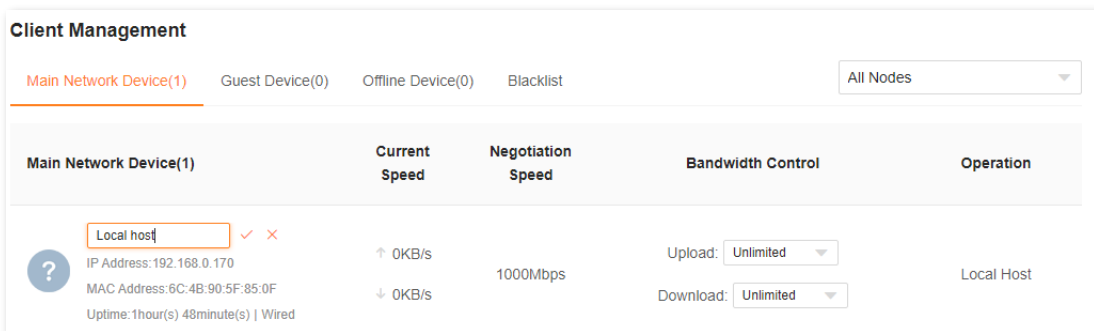 Client Management
Main Network Device(1) Guest Device(0) Offline Device(0) Blacklist All Nodes
Main Network Device(1) Current Speed Negotiation Speed Bandwidth Control Operation
Local host
IP Address:192.168.0.170
MAC Address:6C:4B:90:5F:85:0F
Uptime:1hour(s) 48minute(s) | Wired
↑ 0KB/s
↓ 0KB/s
1000Mbps
Upload: Unlimited
Download: Unlimited
Local Host